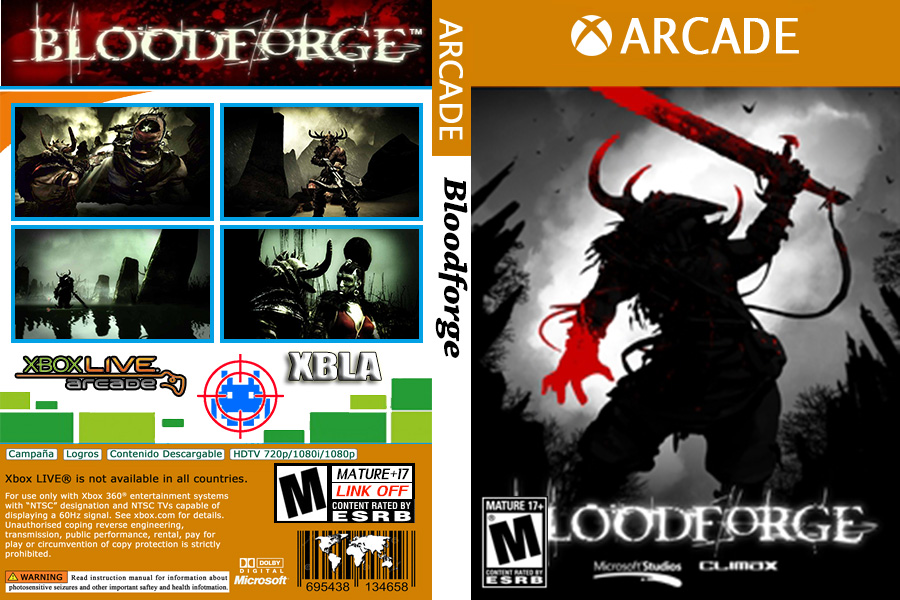 BLOODFORGE™
XBOX LIVE.
arcade
XBLA
Campaña Logros Contenido Descargable HDTV 720p/1080i/1080p
Xbox LIVE® is not available in all countries.
For use only with Xbox 360® entertainment systems
with “NTSC” designation and NTSC TVs capable of
displaying a 60Hz signal. See xbox.com for details.
Unauthorised coping reverse engineering,
transmission, public performance, rental, pay for
play or circumvention of copy protection is strictly
prohibited.
WARNING Read instruction manual for information about
photosensitive seizures and other important saftey and health infomation.
M
MATURE+17
LINK OFF
CONTENT RATED BY
ESRB
DOLBY
DIGITAL
Microsoft
695438 134658
ARCADE
Bloodforge
ARCADE
MATURE 17+
M
CONTENT RATED BY
ESRB
LOODFORGE
Microsoft Studios
CLIMAX